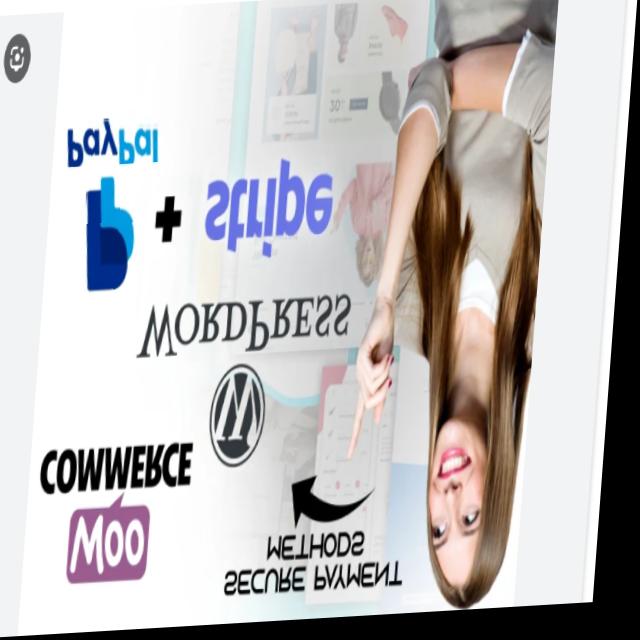 SECURE PAYMENT
METHODS
Woo
COMMERCE
W
WORDPRESS
+ stripe
PayPal